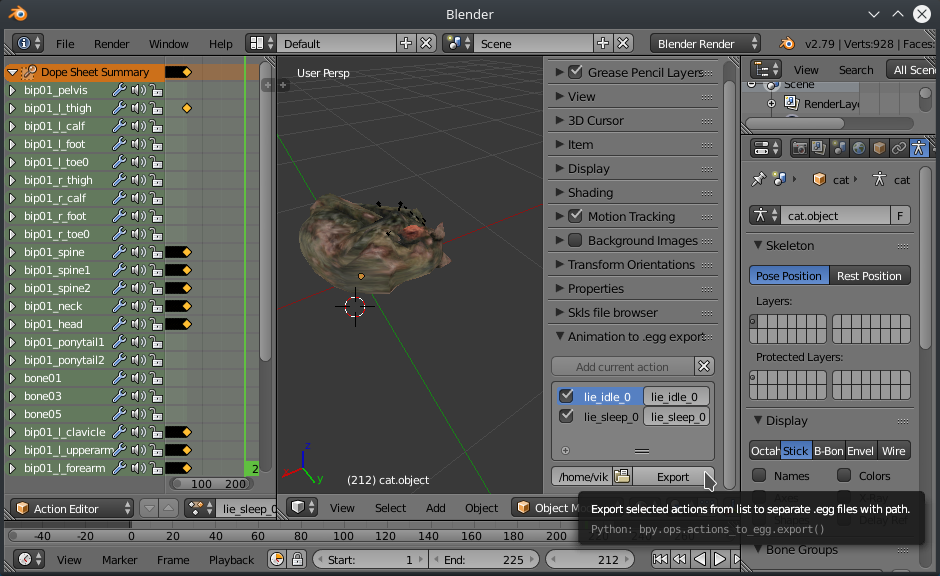 Blender
File Render Window Help Default Scene Blender Render v2.79 | Verts:928 | Faces:
Dope Sheet Summary
bip01_pelvis
bip01_l_thigh
bip01_l_calf
bip01_l_foot
bip01_l_toe0
bip01_r_thigh
bip01_r_calf
bip01_r_foot
bip01_r_toe0
bip01_spine
bip01_spine1
bip01_spine2
bip01_neck
bip01_head
bip01_ponytail1
bip01_ponytail2
bone01
bone03
bone05
bip01_l_clavicle
bip01_l_upperarm
bip01_l_forearm
2
100 200
Action Editor lie_sleep_0
User Persp
z
y
(212) cat.object
View Select Add Object Object Mo
Grease Pencil Layers
View
3D Cursor
Item
Display
Shading
Motion Tracking
Background Images
Transform Orientations
Properties
Skls file browser
Animation to .egg export
Add current action
lie_idle_0 lie_idle_0
lie_sleep_0 lie_sleep_0
/home/vik Export
Export selected actions from list to separate .egg files with path.
Python: bpy.ops.actions_to_egg.export()
View Search All Scen
Scene
RenderLaye
cat cat
cat.object F
Skeleton
Pose Position Rest Position
Layers:
Protected Layers:
Display
Octah Stick B-Bon Envel Wire
Names Colors
Axes X-Ray
Bone Groups
-40 -20 0 20 40 60 80 100 120 140 160 180 200
View Marker Frame Playback Start: 1 End: 225 212